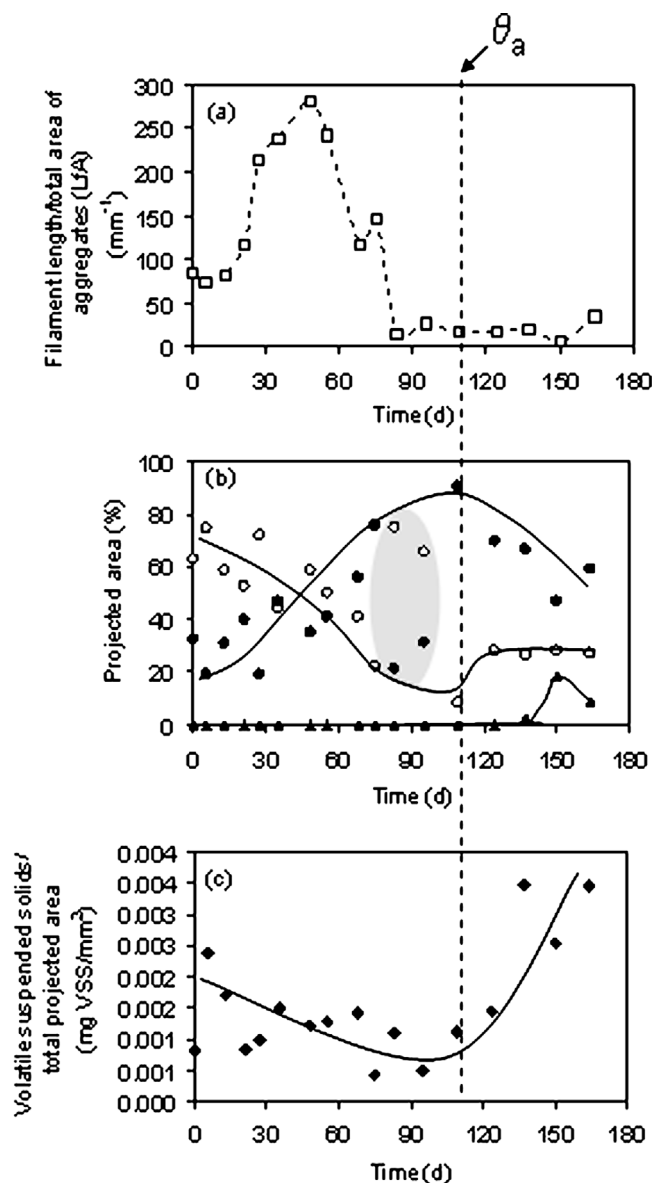 θa
(a)
Filament length/total area of
aggregates (LfA)
(mm-1)
300
250
200
150
100
50
0
0 30 60 90 120 150 180
Time (d)
(b)
Projected area (%)
100
80
60
40
20
0
0 30 60 90 120 150 180
Time (d)
(c)
Volatile suspended solids/
total projected area
(mg VSS/mm2)
0.004
0.004
0.003
0.003
0.002
0.002
0.001
0.001
0.000
0 30 60 90 120 150 180
Time (d)